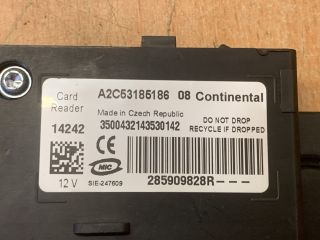 Card Reader A2C53185186 08 Continental
Made in Czech Republic
14242 3500432143530142 DO NOT DROP
RECYCLE IF DROPPED
MIC
12 V SIE-247609 285909828R---